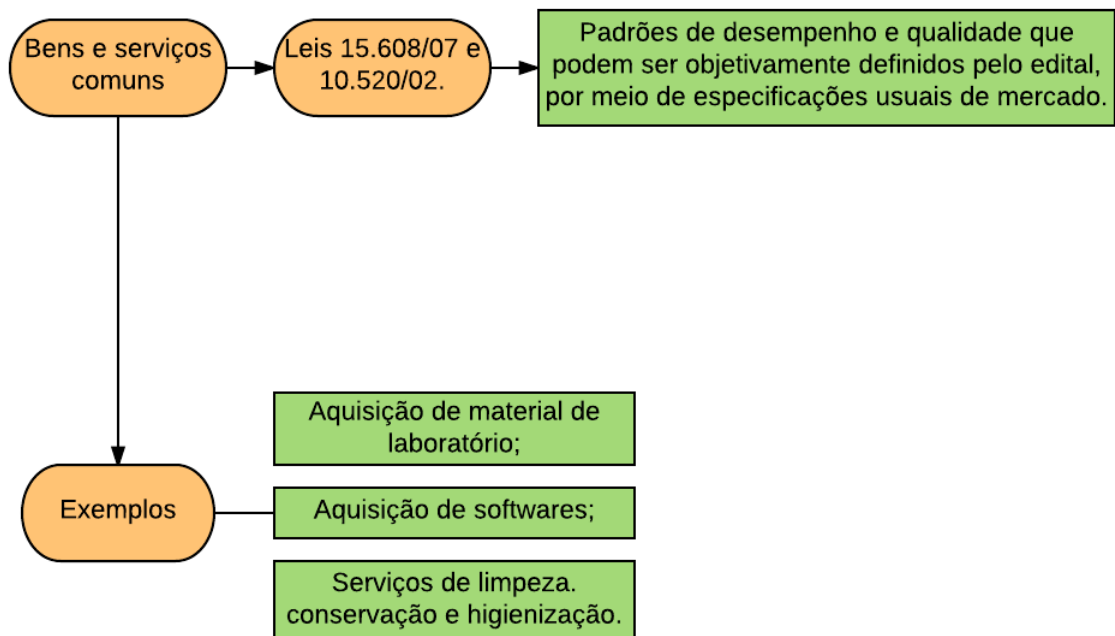 Bens e serviços
comuns
Leis 15.608/07 e
10.520/02.
Padrões de desempenho e qualidade que
podem ser objetivamente definidos pelo edital,
por meio de especificações usuais de mercado.
Aquisição de material de
laboratório;
Exemplos
Aquisição de softwares;
Serviços de limpeza.
conservação e higienização.